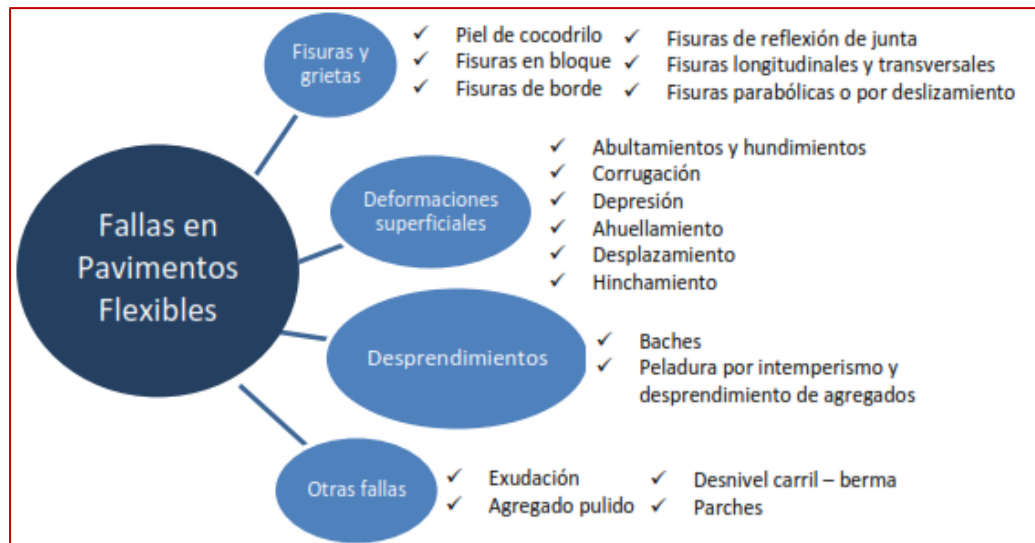 Fallas en
Pavimentos
Flexibles
Fisuras y
grietas
✓ Piel de cocodrilo
✓ Fisuras en bloque
✓ Fisuras de borde
✓ Fisuras de reflexión de junta
✓ Fisuras longitudinales y transversales
✓ Fisuras parabólicas o por deslizamiento
Deformaciones
superficiales
✓ Abultamientos y hundimientos
✓ Corrugación
✓ Depresión
✓ Ahuellamiento
✓ Desplazamiento
✓ Hinchamiento
Desprendimientos
✓ Baches
✓ Peladura por intemperismo y
desprendimiento de agregados
Otras fallas
✓ Exudación
✓ Agregado pulido
✓ Desnivel carril – berma
✓ Parches